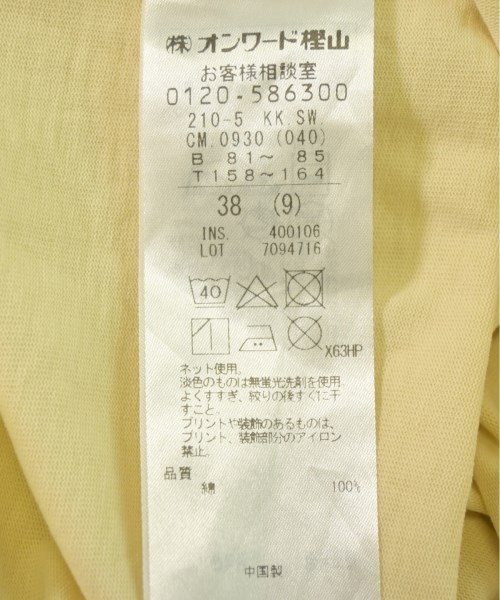 (株)オンワード樫山
お客様相談室
0120-586300
210-5 KK.SW.
CM.0930 (040)
B 81～ 85
T158～164
38 (9)
INS. 400106
LOT 7094716
40
X63HP
ネット使用。
淡色のものは無蛍光洗剤を使用。
よくすすぎ、絞りの後すぐに干
すこと。
プリントや装飾のあるものは、
プリント、装飾部分のアイロン
禁止。
品質
綿 100%
中国製